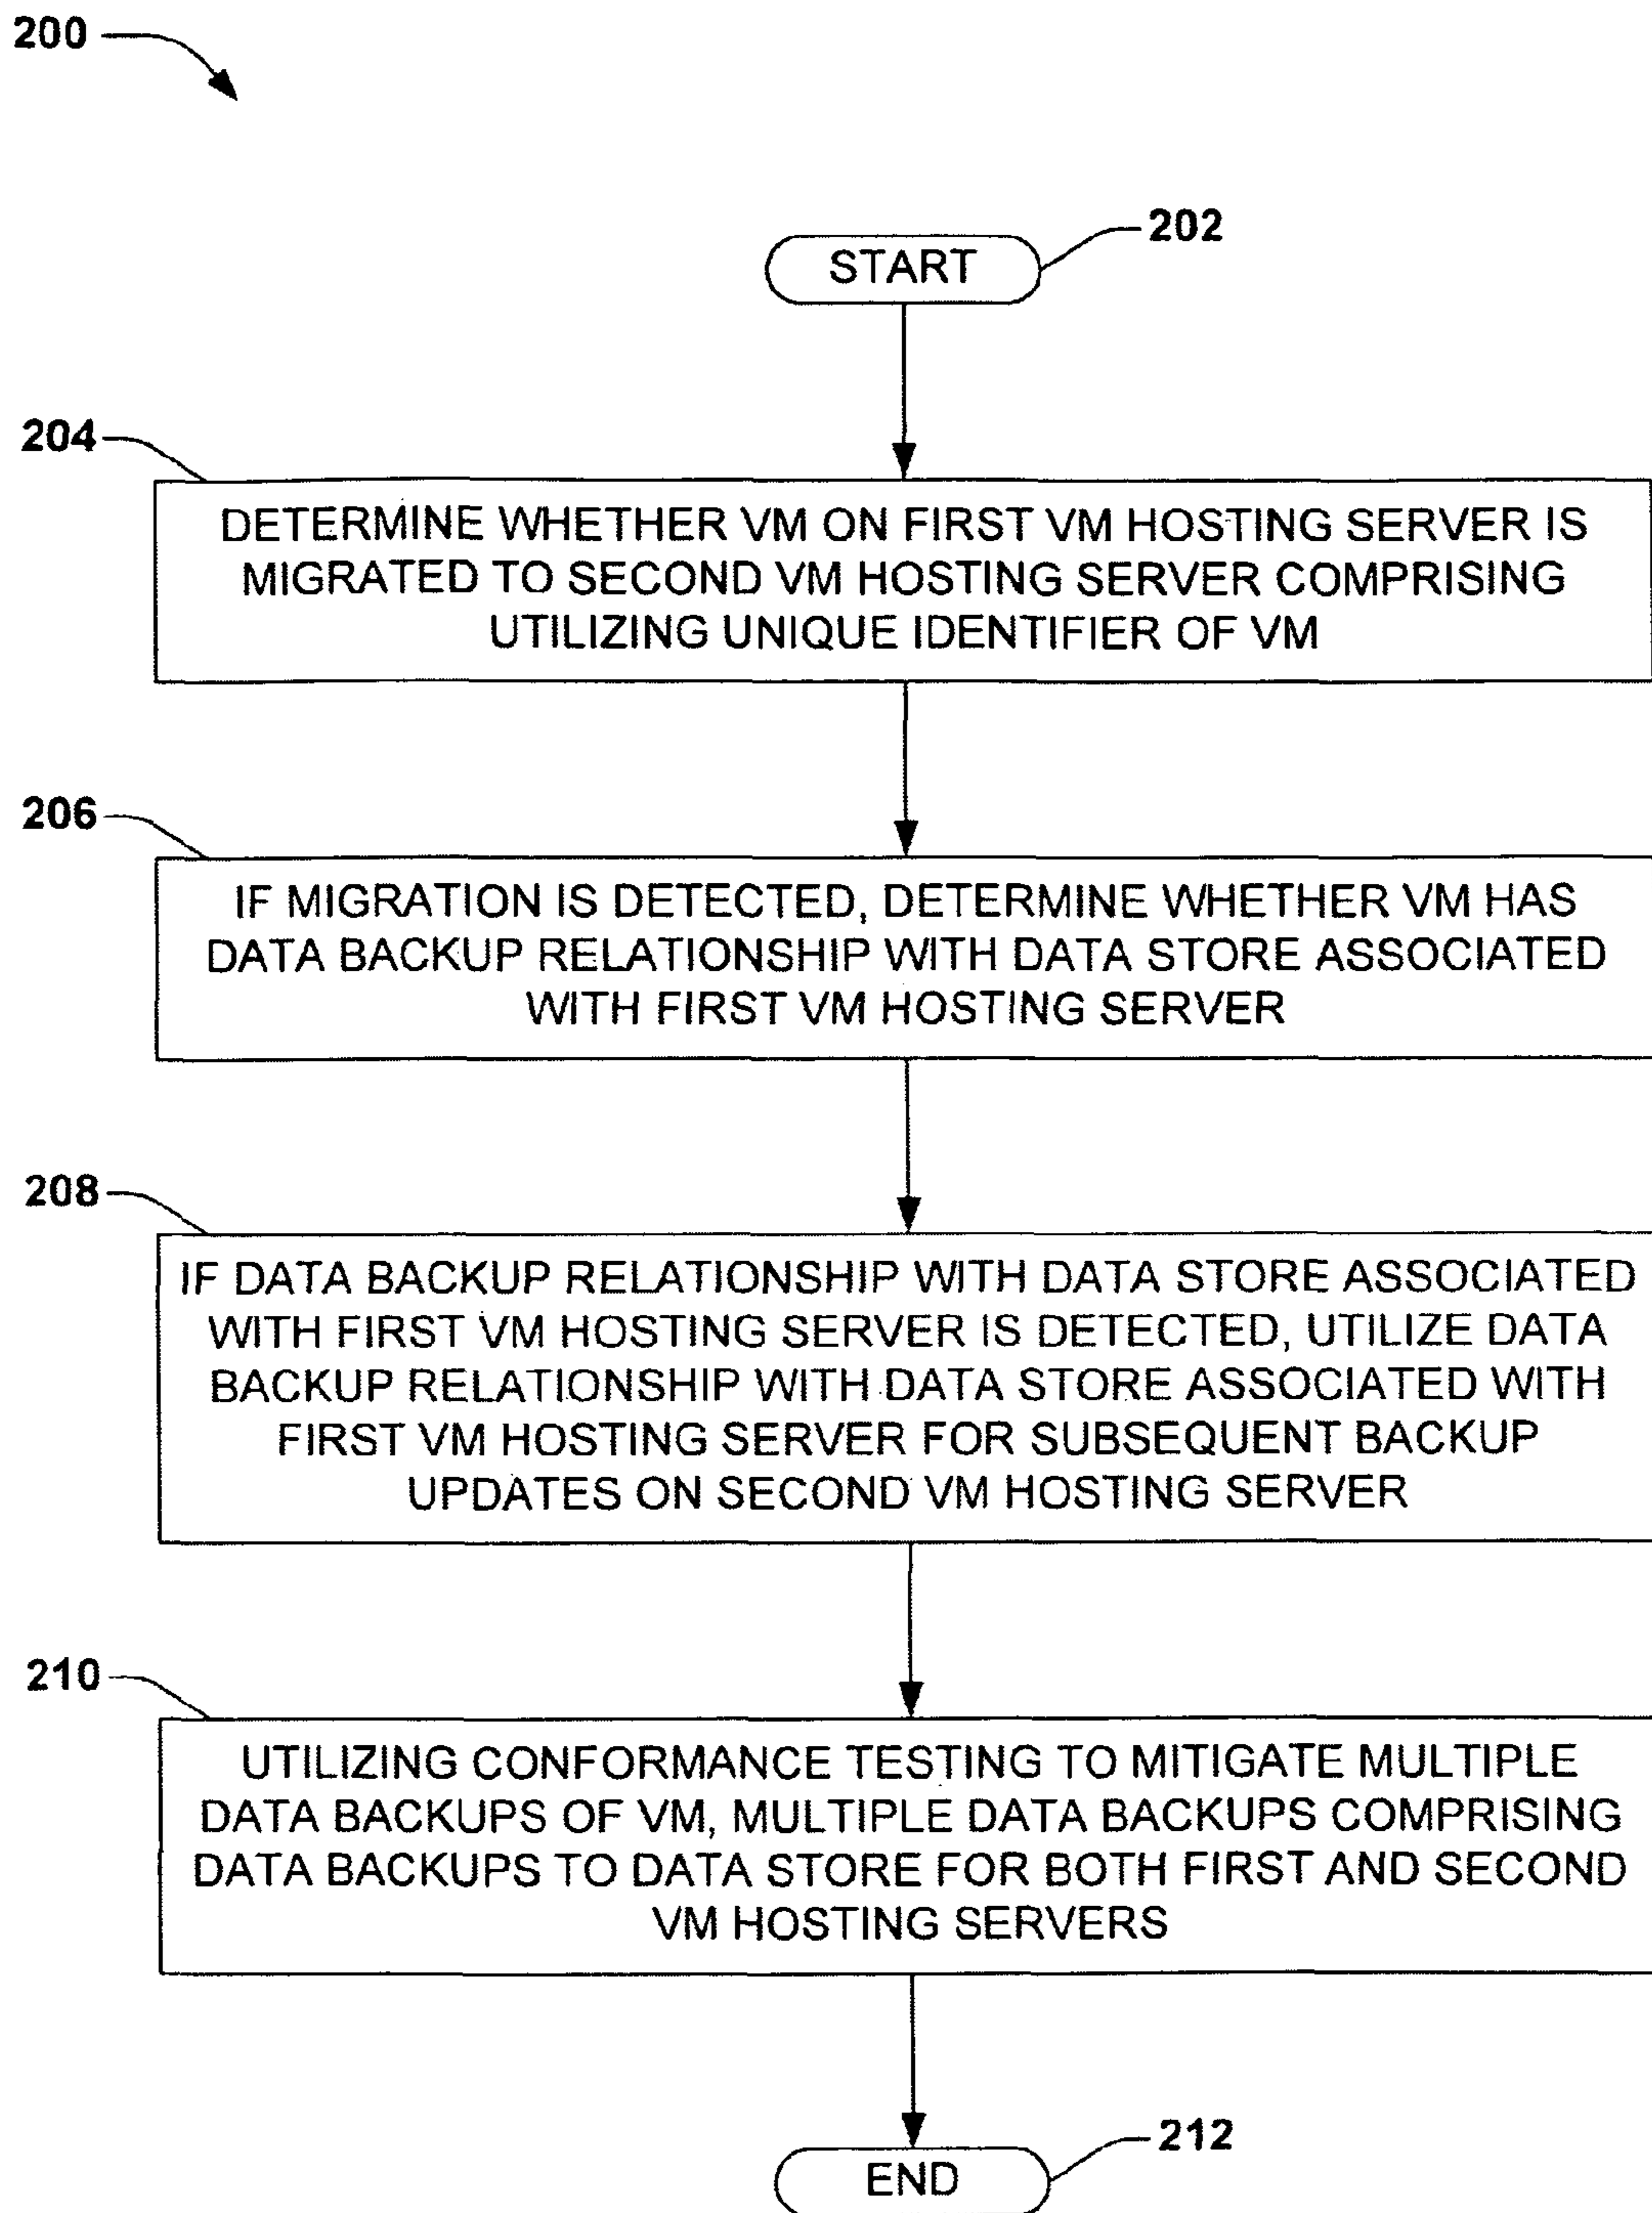 200
202
START
204
DETERMINE WHETHER VM ON FIRST VM HOSTING SERVER IS
MIGRATED TO SECOND VM HOSTING SERVER COMPRISING
UTILIZING UNIQUE IDENTIFIER OF VM
206
IF MIGRATION IS DETECTED, DETERMINE WHETHER VM HAS
DATA BACKUP RELATIONSHIP WITH DATA STORE ASSOCIATED
WITH FIRST VM HOSTING SERVER
208
IF DATA BACKUP RELATIONSHIP WITH DATA STORE ASSOCIATED
WITH FIRST VM HOSTING SERVER IS DETECTED, UTILIZE DATA
BACKUP RELATIONSHIP WITH DATA STORE ASSOCIATED WITH
FIRST VM HOSTING SERVER FOR SUBSEQUENT BACKUP
UPDATES ON SECOND VM HOSTING SERVER
210
UTILIZING CONFORMANCE TESTING TO MITIGATE MULTIPLE
DATA BACKUPS OF VM, MULTIPLE DATA BACKUPS COMPRISING
DATA BACKUPS TO DATA STORE FOR BOTH FIRST AND SECOND
VM HOSTING SERVERS
212
END